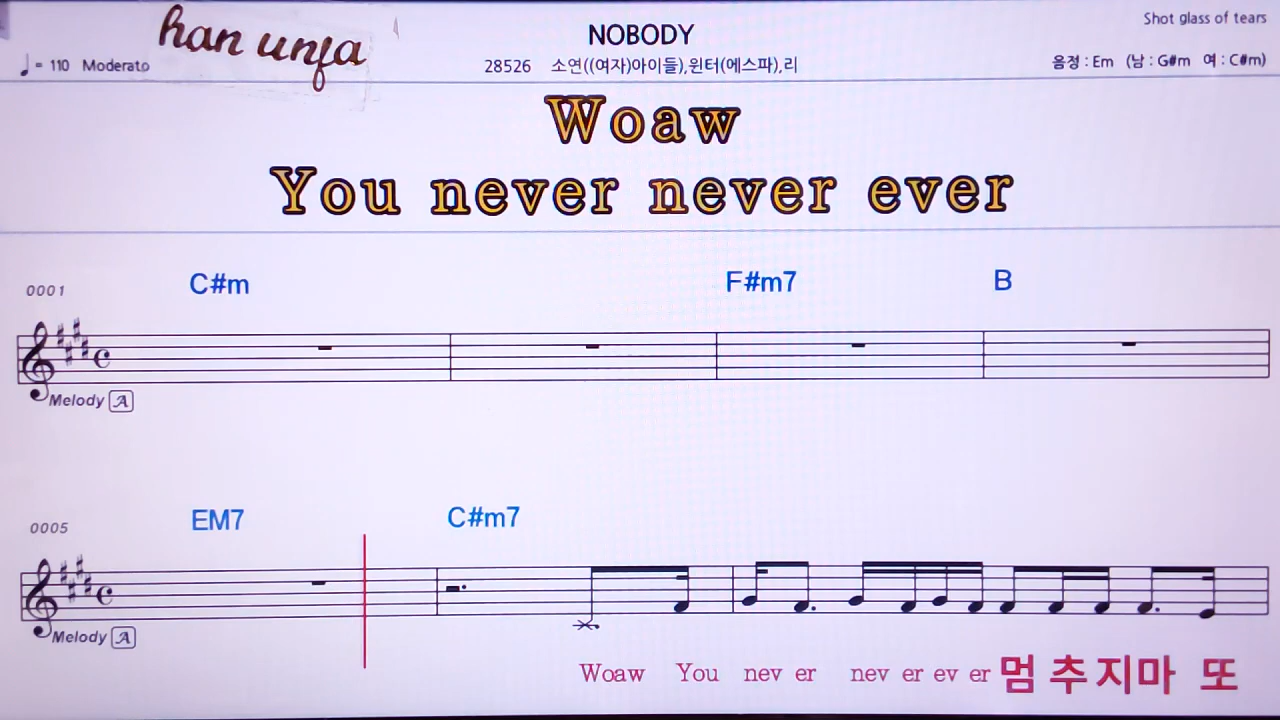 han unfa
NOBODY
Shot glass of tears
♩ = 110 Moderato
28526 소연((여자)아이들),윈터(에스파),리
음정 : Em (남 : G#m 여 : C#m)
Woaw
You never never ever
0001 C#m F#m7 B
Melody A
0005 EM7 C#m7
Melody A
Woaw You nev er nev er ev er 멈 추 지마 또